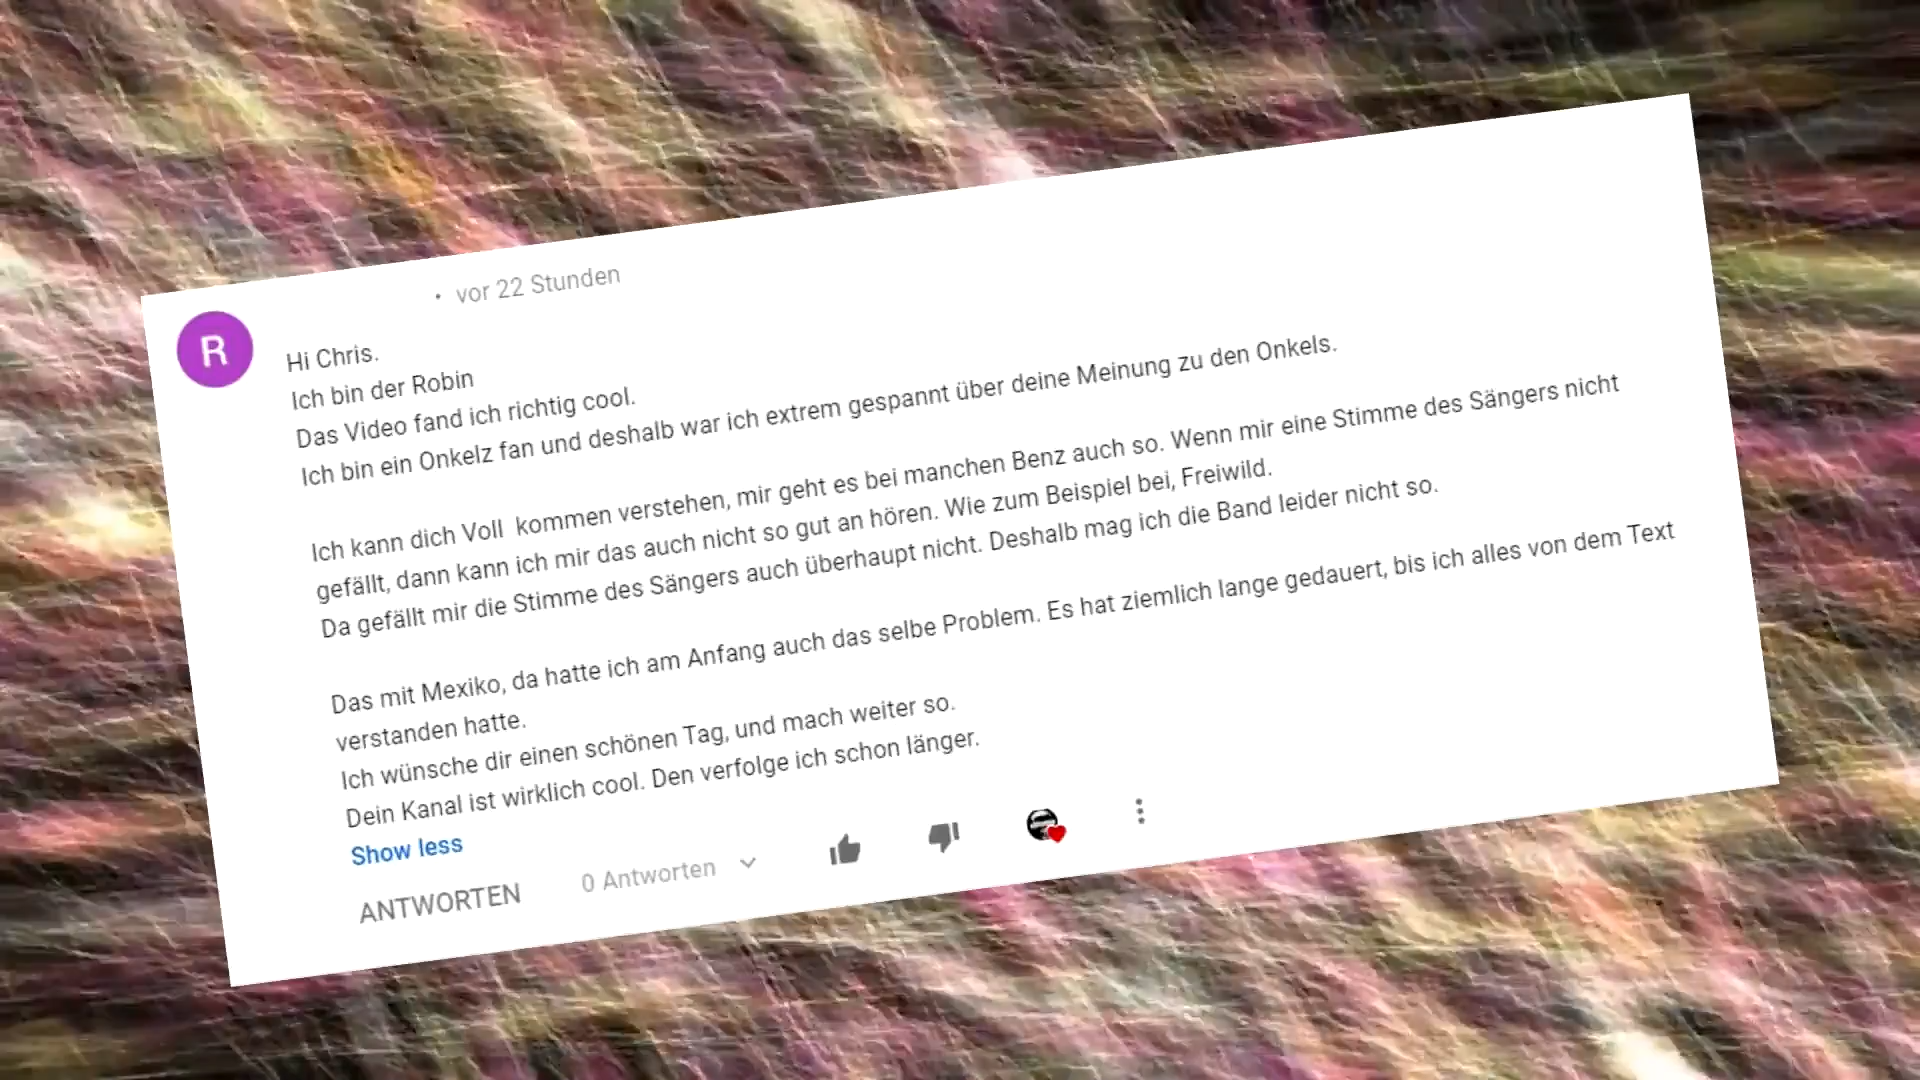 • vor 22 Stunden
R
Hi Chris.
Ich bin der Robin
Das Video fand ich richtig cool.
Ich bin ein Onkelz fan und deshalb war ich extrem gespannt über deine Meinung zu den Onkels.
Ich kann dich Voll  kommen verstehen, mir geht es bei manchen Benz auch so. Wenn mir eine Stimme des Sängers nicht
gefällt, dann kann ich mir das auch nicht so gut an hören. Wie zum Beispiel bei, Freiwild.
Da gefällt mir die Stimme des Sängers auch überhaupt nicht. Deshalb mag ich die Band leider nicht so.
Das mit Mexiko, da hatte ich am Anfang auch das selbe Problem. Es hat ziemlich lange gedauert, bis ich alles von dem Text
verstanden hatte.
Ich wünsche dir einen schönen Tag, und mach weiter so.
Dein Kanal ist wirklich cool. Den verfolge ich schon länger.
Show less
ANTWORTEN 0 Antworten